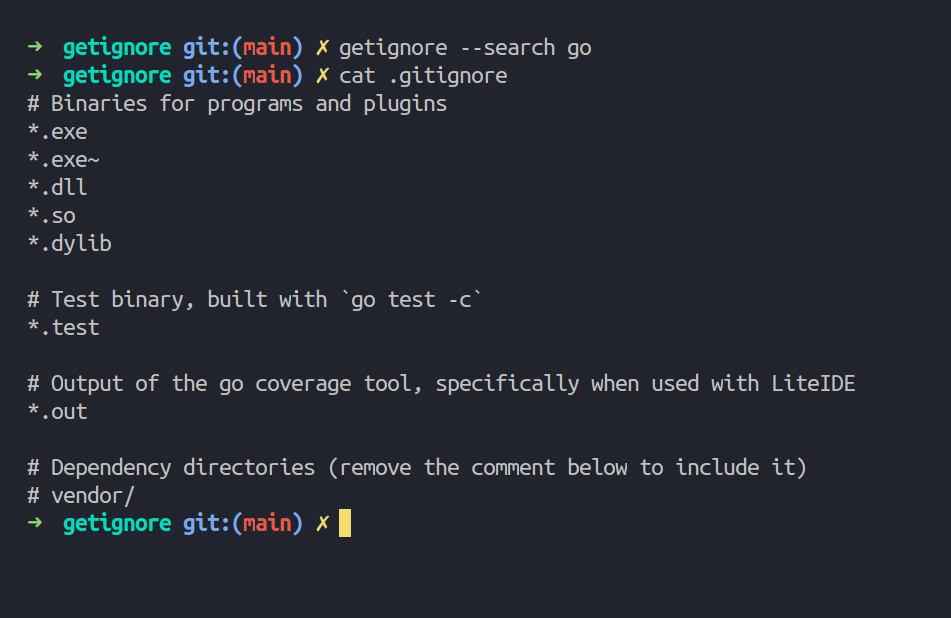 ➜ getignore git:(main) ✗ getignore --search go
➜ getignore git:(main) ✗ cat .gitignore
# Binaries for programs and plugins
*.exe
*.exe~
*.dll
*.so
*.dylib

# Test binary, built with `go test -c`
*.test

# Output of the go coverage tool, specifically when used with LiteIDE
*.out

# Dependency directories (remove the comment below to include it)
# vendor/
➜ getignore git:(main) ✗